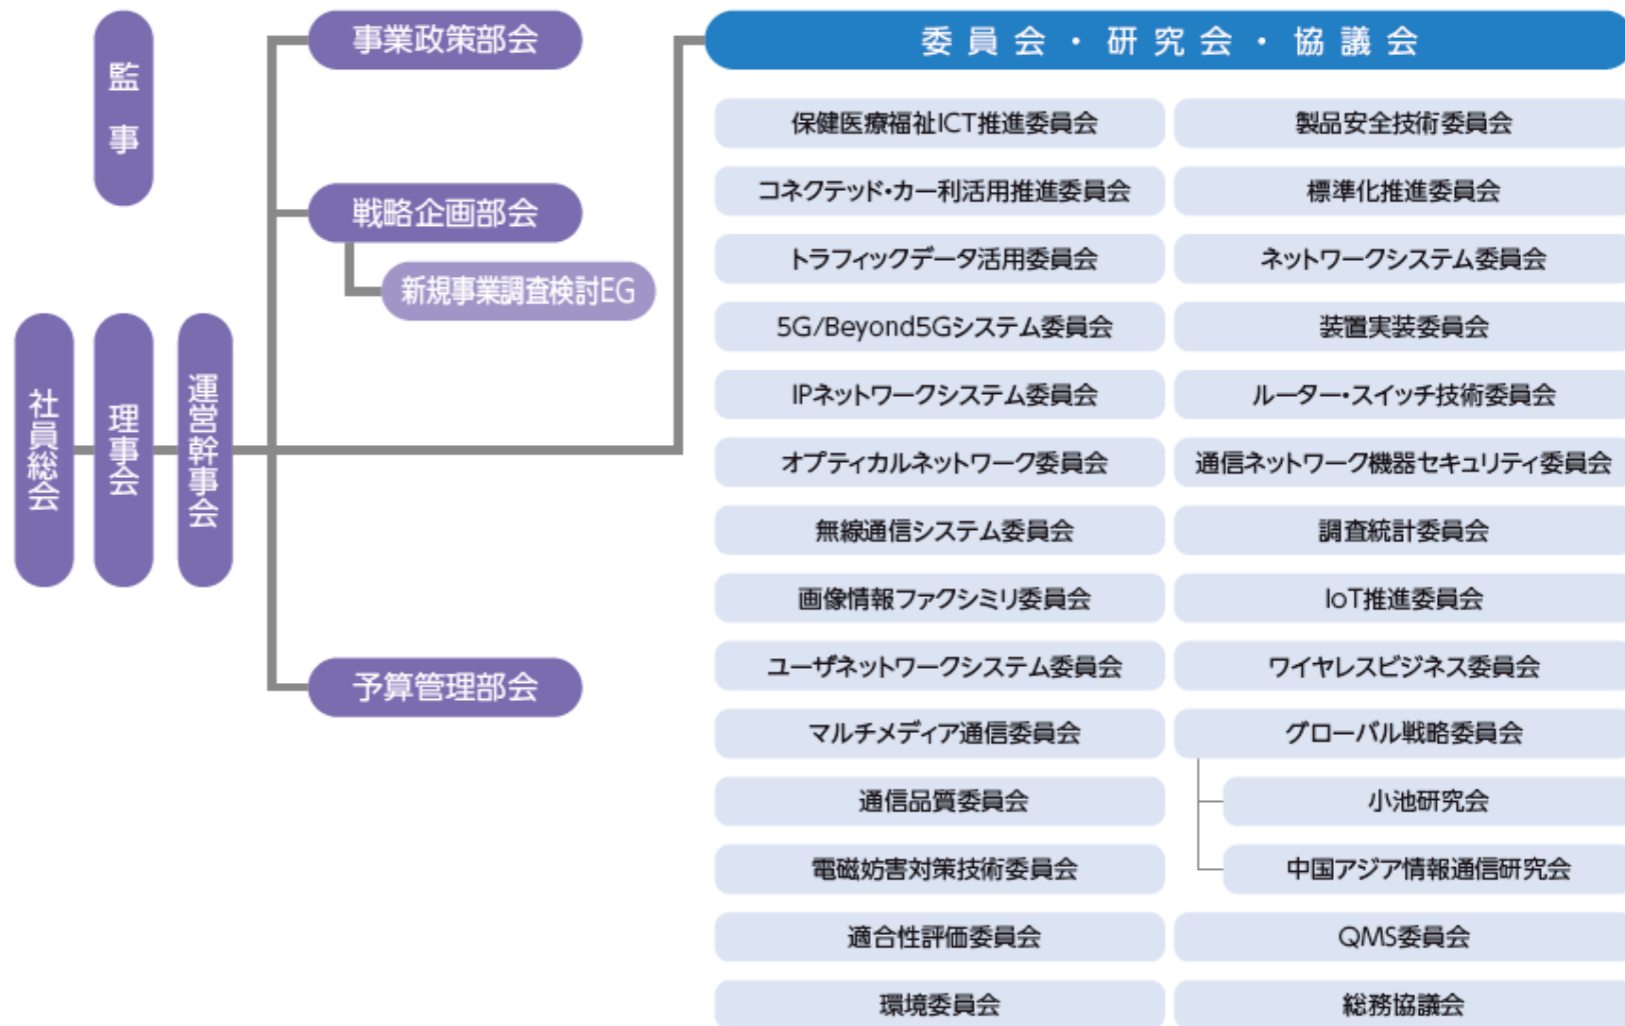 監事
社員総会
理事会
運営幹事会
事業政策部会
戦略企画部会
新規事業調査検討EG
予算管理部会
委員会・研究会・協議会
保健医療福祉ICT推進委員会
コネクテッド・カー利活用推進委員会
トラフィックデータ活用委員会
5G/Beyond5Gシステム委員会
IPネットワークシステム委員会
オプティカルネットワーク委員会
無線通信システム委員会
画像情報ファクシミリ委員会
ユーザネットワークシステム委員会
マルチメディア通信委員会
通信品質委員会
電磁妨害対策技術委員会
適合性評価委員会
環境委員会
製品安全技術委員会
標準化推進委員会
ネットワークシステム委員会
装置実装委員会
ルーター・スイッチ技術委員会
通信ネットワーク機器セキュリティ委員会
調査統計委員会
IoT推進委員会
ワイヤレスビジネス委員会
グローバル戦略委員会
小池研究会
中国アジア情報通信研究会
QMS委員会
総務協議会